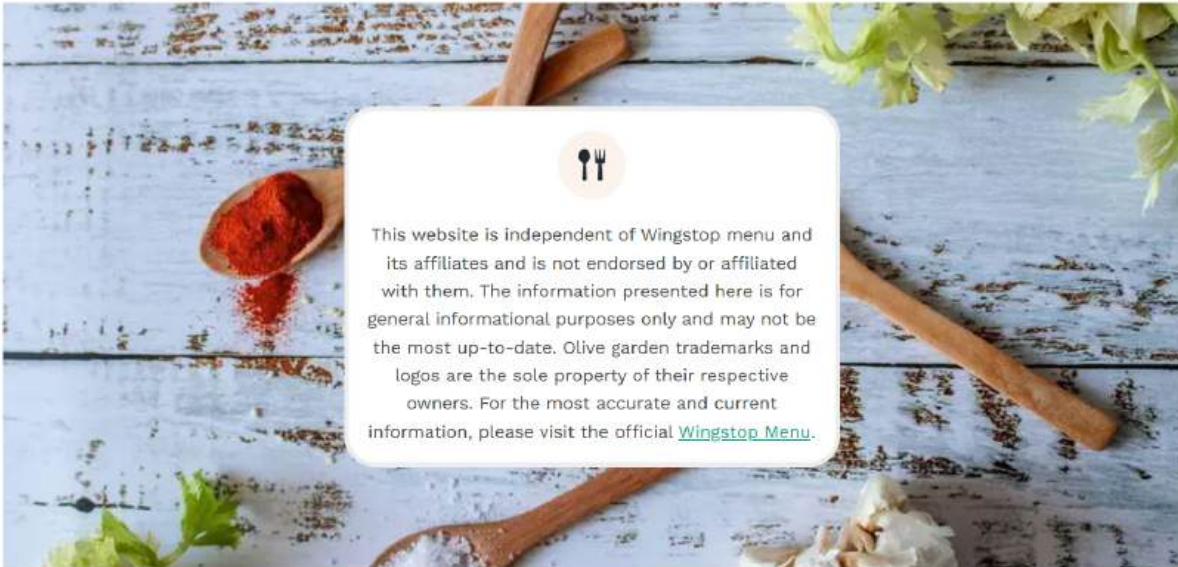 This website is independent of Wingstop menu and
its affiliates and is not endorsed by or affiliated
with them. The information presented here is for
general informational purposes only and may not be
the most up-to-date. Olive garden trademarks and
logos are the sole property of their respective
owners. For the most accurate and current
information, please visit the official Wingstop Menu.